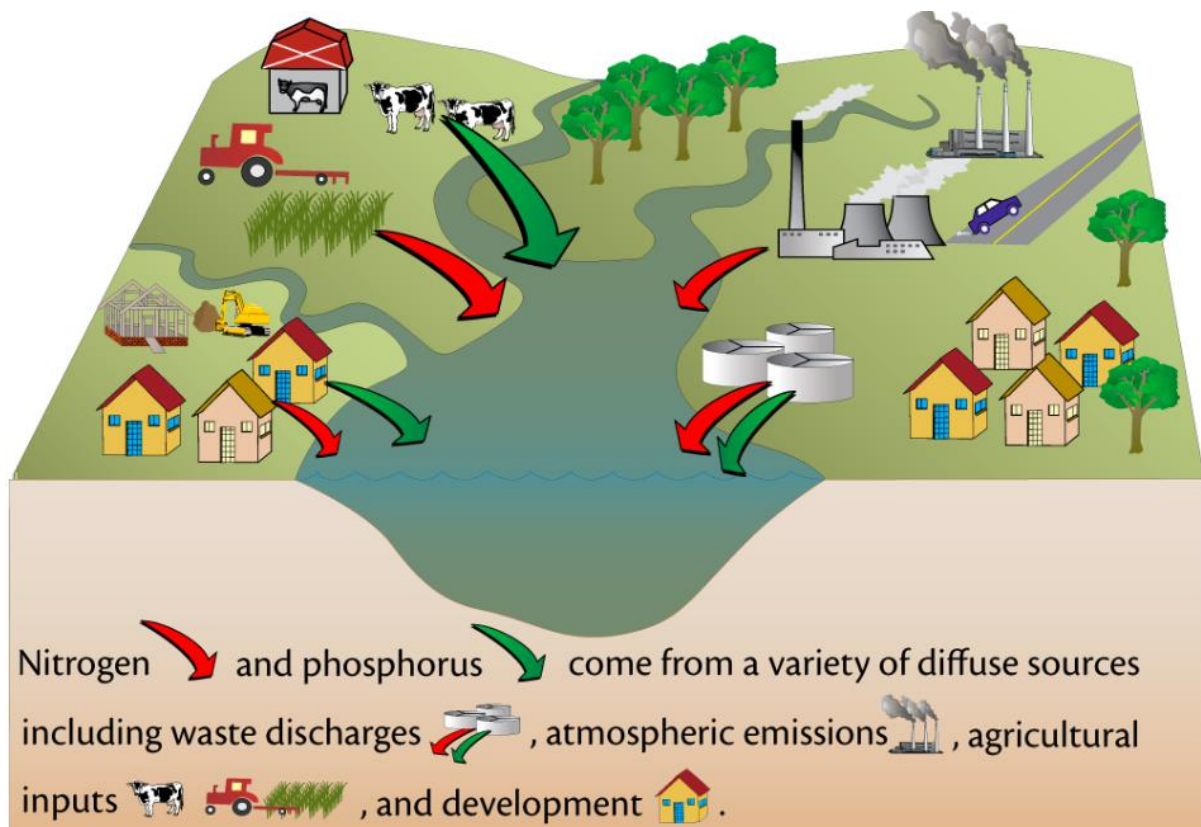 Nitrogen and phosphorus come from a variety of diffuse sources
including waste discharges , atmospheric emissions , agricultural
inputs , and development .